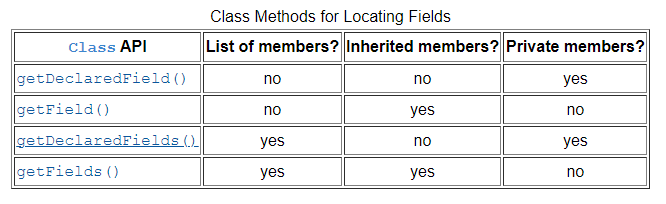 Class Methods for Locating Fields
Class API List of members? Inherited members? Private members?
getDeclaredField() no no yes
getField() no yes no
getDeclaredFields() yes no yes
getFields() yes yes no